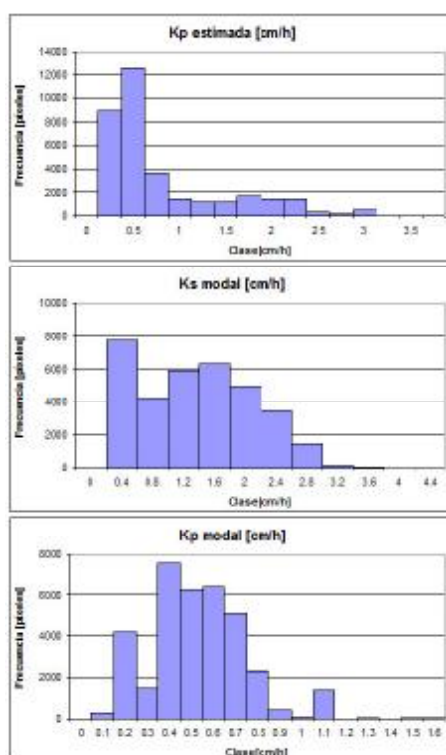 Kp estimada [cm/h]
14000
12000
10000
8000
6000
4000
2000
0
Frecuencia [pixeles]
0 0.5 1 1.5 2 2.5 3 3.5
Clase[cm/h]
Ks modal [cm/h]
10000
8000
6000
4000
2000
0
Frecuencia [pixeles]
0 0.4 0.8 1.2 1.6 2 2.4 2.8 3.2 3.6 4 4.4
Clase[cm/h]
Kp modal [cm/h]
8000
6000
4000
2000
0
Frecuencia [pixeles]
0 0.1 0.2 0.3 0.4 0.5 0.6 0.7 0.8 0.9 1 1.1 1.2 1.3 1.4 1.5 1.6
Clase[cm/h]